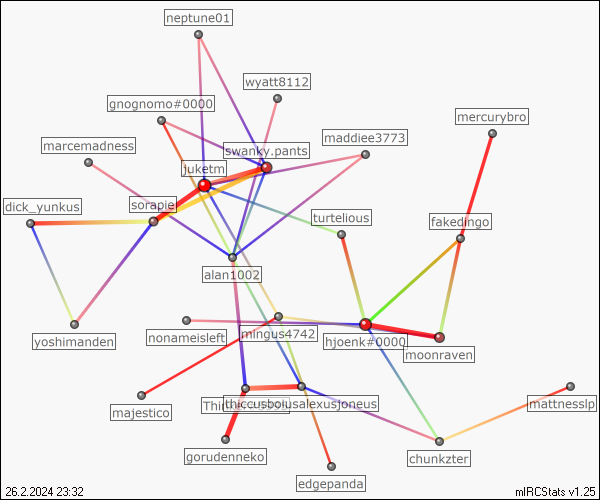 neptune01
wyatt8112
gnognomo#0000
mercurybro
maddiee3773
marcemadness
swanky.pants
juketm
dick_yunkus
sorapie
turtelious
fakedingo
alan1002
yoshimanden
nonameisleft
mingus4742
hjoenk#0000
moonraven
majestico
thiccusboiusalexusjoneus
mattnesslp
gorudenneko
chunkzter
edgepanda
26.2.2024 23:32
mIRCStats v1.25